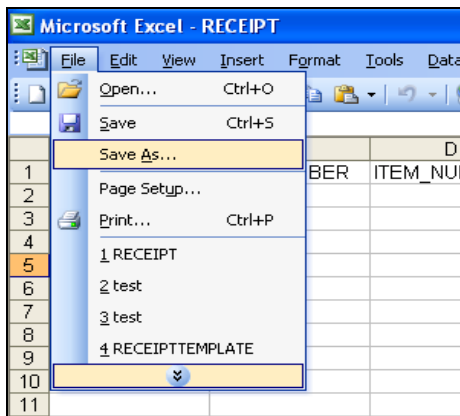 Microsoft Excel - RECEIPT
File Edit View Insert Format Tools Data
Open... Ctrl+O
Save Ctrl+S
Save As...
D
1 BER ITEM_NU
Page Setup...
2
Print... Ctrl+P
3
4
1 RECEIPT
5
2 test
6
3 test
7
4 RECEIPTTEMPLATE
8
9
10
11